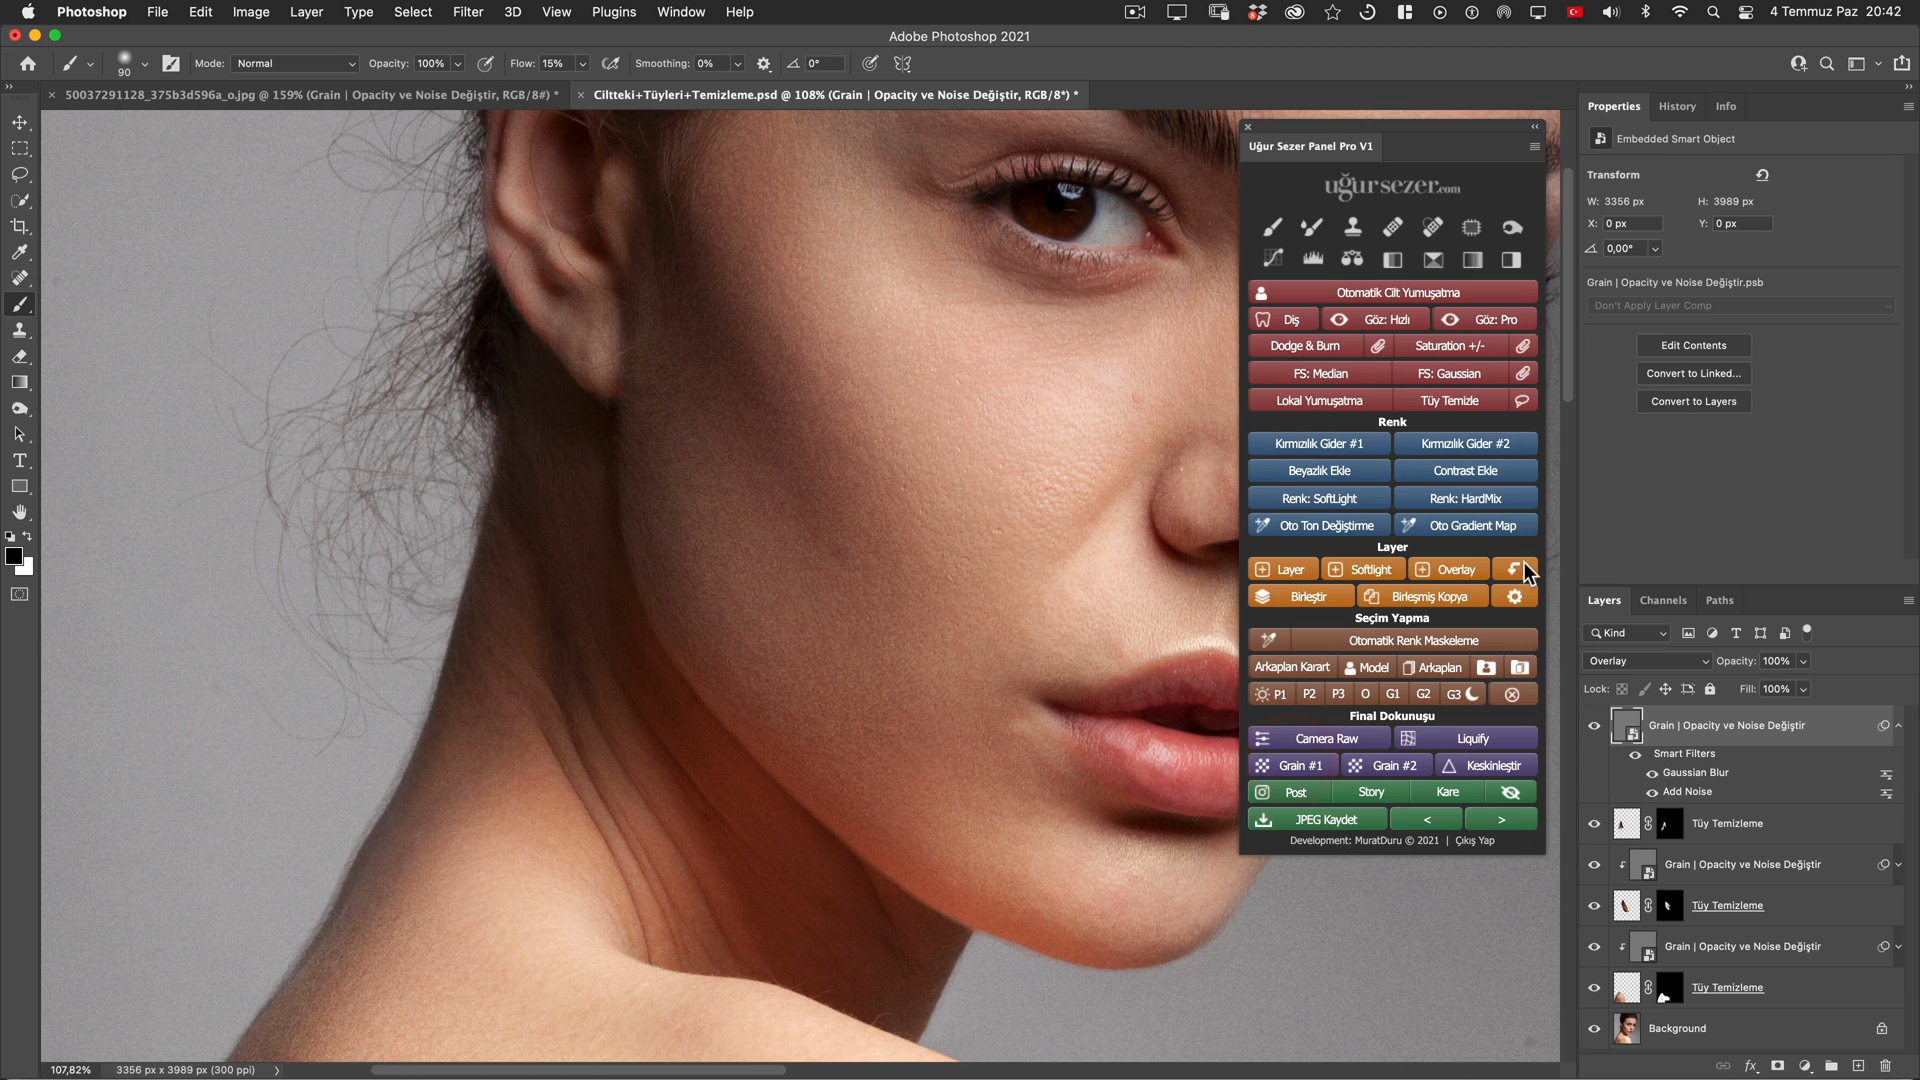 Photoshop File Edit Image Layer Type Select Filter 3D View Plugins Window Help 4 Temmuz Paz 20:42
Adobe Photoshop 2021
90 Mode: Normal Opacity: 100% Flow: 15% Smoothing: 0% 0°
50037291128_375b3d596a_o.jpg @ 159% (Grain | Opacity ve Noise Değiştir, RGB/8#) *
Ciltteki+Tüyleri+Temizleme.psd @ 108% (Grain | Opacity ve Noise Değiştir, RGB/8*) *
Uğur Sezer Panel Pro V1
uğursezer.com
Otomatik Cilt Yumuşatma
Diş Göz: Hızlı Göz: Pro
Dodge & Burn Saturation +/-
FS: Median FS: Gaussian
Lokal Yumuşatma Tüy Temizle
Renk
Kırmızılık Gider #1 Kırmızılık Gider #2
Beyazlık Ekle Contrast Ekle
Renk: SoftLight Renk: HardMix
Oto Ton Değiştirme Oto Gradient Map
Layer
Layer Softlight Overlay
Birleştir Birleşmiş Kopya
Seçim Yapma
Otomatik Renk Maskeleme
Arkaplan Karart Model Arkaplan
P1 P2 P3 O G1 G2 G3
Final Dokunuşu
Camera Raw Liquify
Grain #1 Grain #2 Keskinleştir
Post Story Kare
JPEG Kaydet < >
Development: MuratDuru © 2021 | Çıkış Yap
Properties History Info
Embedded Smart Object
Transform
W: 3356 px H: 3989 px
X: 0 px Y: 0 px
0,00°
Grain | Opacity ve Noise Değiştir.psb
Don't Apply Layer Comp
Edit Contents
Convert to Linked...
Convert to Layers
Layers Channels Paths
Kind
Overlay Opacity: 100%
Lock: Fill: 100%
Grain | Opacity ve Noise Değiştir
Smart Filters
Gaussian Blur
Add Noise
Tüy Temizleme
Grain | Opacity ve Noise Değiştir
Tüy Temizleme
Grain | Opacity ve Noise Değiştir
Tüy Temizleme
Background
107,82% 3356 px x 3989 px (300 ppi)